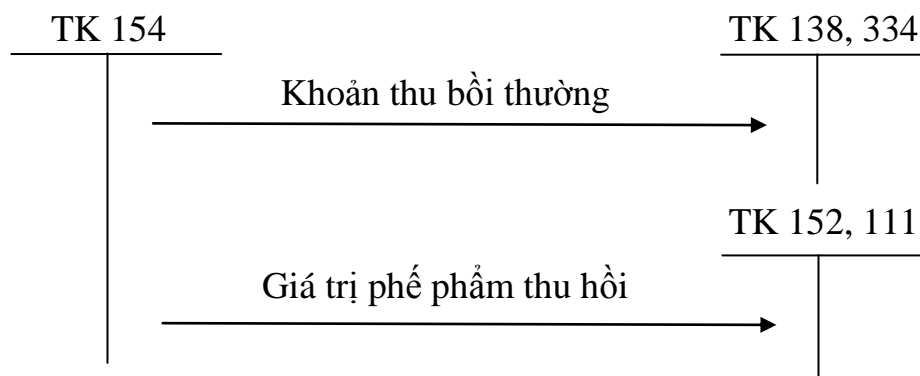 TK 154
TK 138, 334
Khoản thu bồi thường
TK 152, 111
Giá trị phế phẩm thu hồi